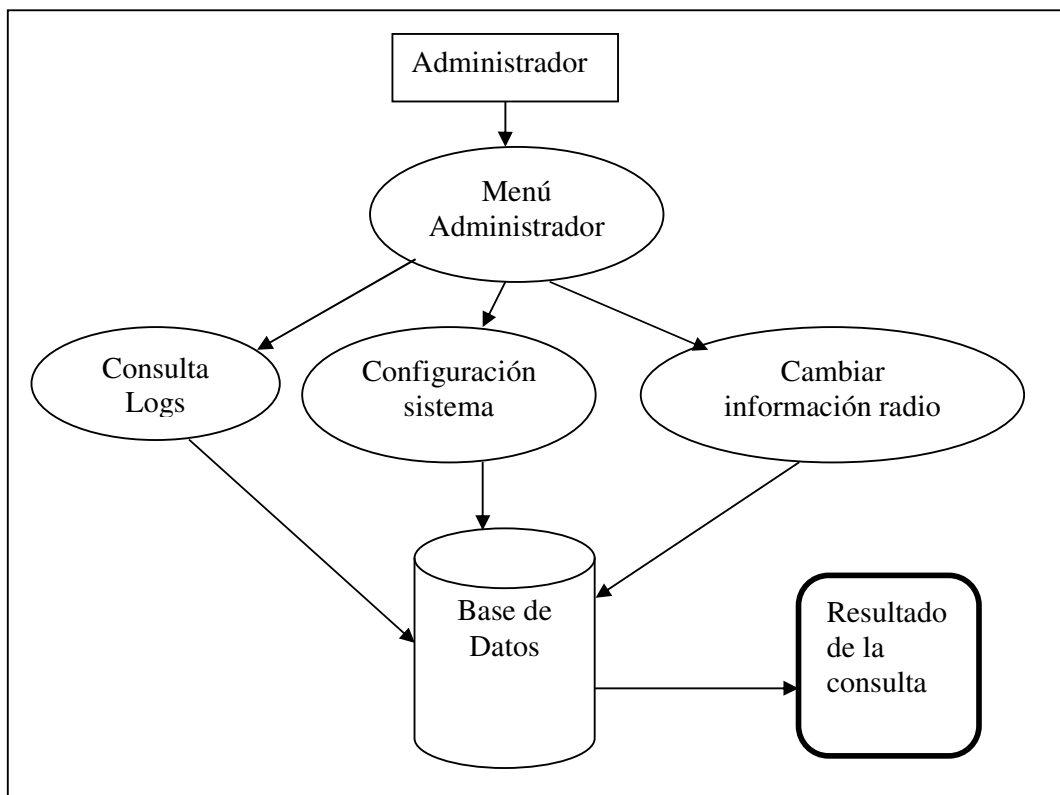 Administrador
Menú
Administrador
Consulta
Logs
Configuración
sistema
Cambiar
información radio
Base de
Datos
Resultado
de la
consulta